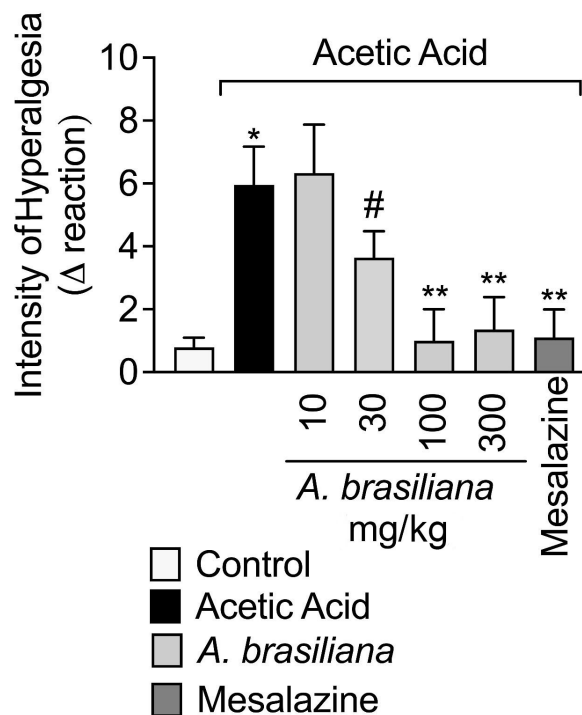 Acetic Acid
Intensity of Hyperalgesia
(Δ reaction)
10
8
6
4
2
0
*
#
**
**
**
10
30
100
300
Mesalazine
A. brasiliana
mg/kg
Control
Acetic Acid
A. brasiliana
Mesalazine